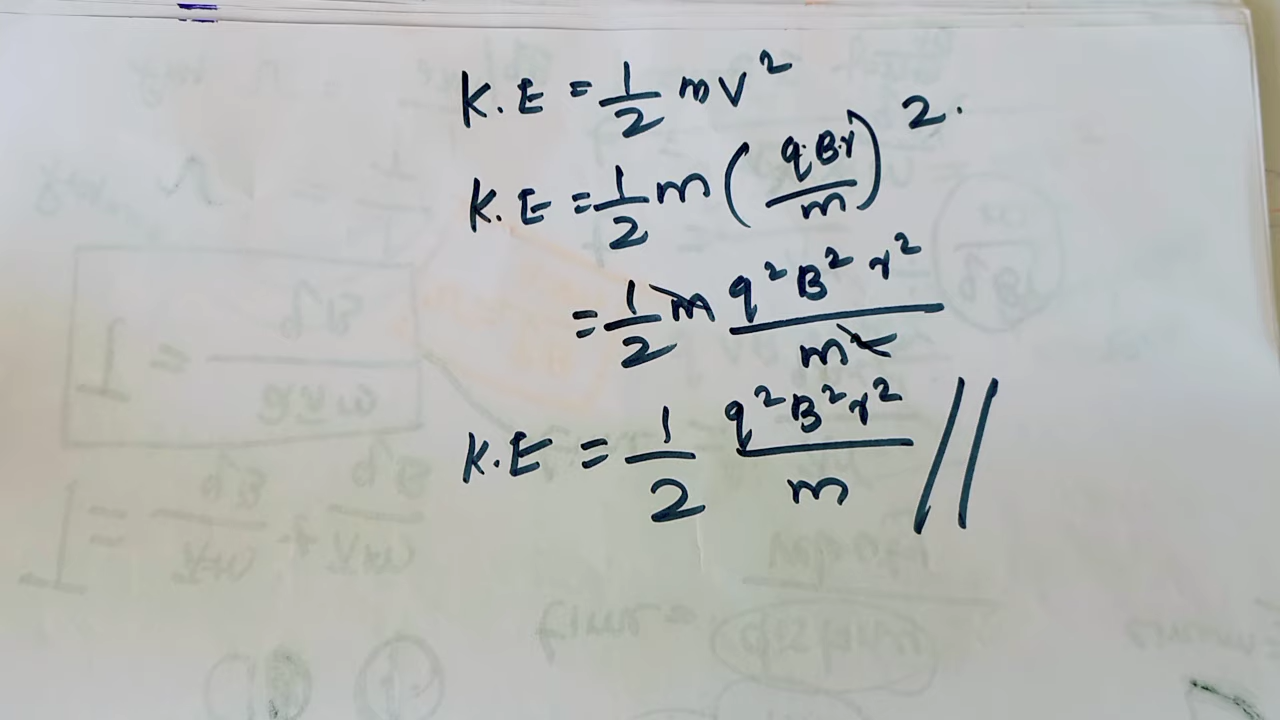 K.E = 1/2 mv²
K.E = 1/2 m (qBr/m)².
= 1/2 m q²B²r²/m²
K.E = 1/2 q²B²r²/m //